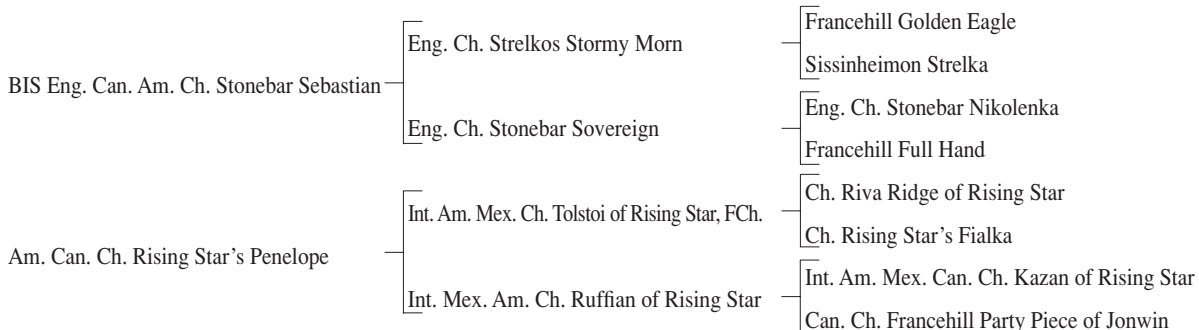 Francehill Golden Eagle
Eng. Ch. Strelkos Stormy Morn
Sissinheimon Strelka
BIS Eng. Can. Am. Ch. Stonebar Sebastian
Eng. Ch. Stonebar Nikolenka
Eng. Ch. Stonebar Sovereign
Francehill Full Hand
Ch. Riva Ridge of Rising Star
Int. Am. Mex. Ch. Tolstoi of Rising Star, FCh.
Ch. Rising Star’s Fialka
Am. Can. Ch. Rising Star’s Penelope
Int. Am. Mex. Can. Ch. Kazan of Rising Star
Int. Mex. Am. Ch. Ruffian of Rising Star
Can. Ch. Francehill Party Piece of Jonwin